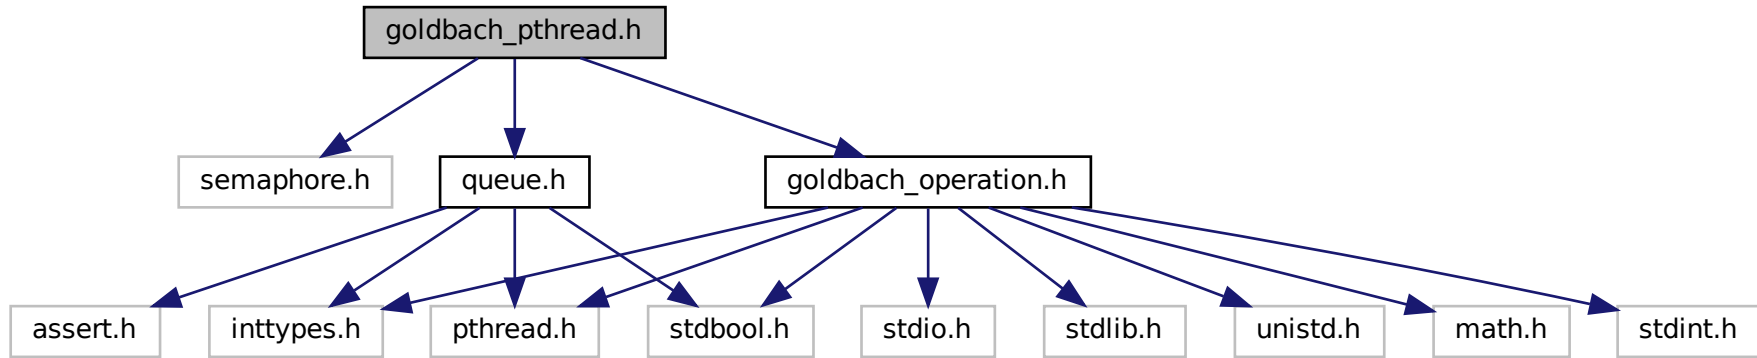 goldbach_pthread.h
semaphore.h
queue.h
goldbach_operation.h
assert.h
inttypes.h
pthread.h
stdbool.h
stdio.h
stdlib.h
unistd.h
math.h
stdint.h